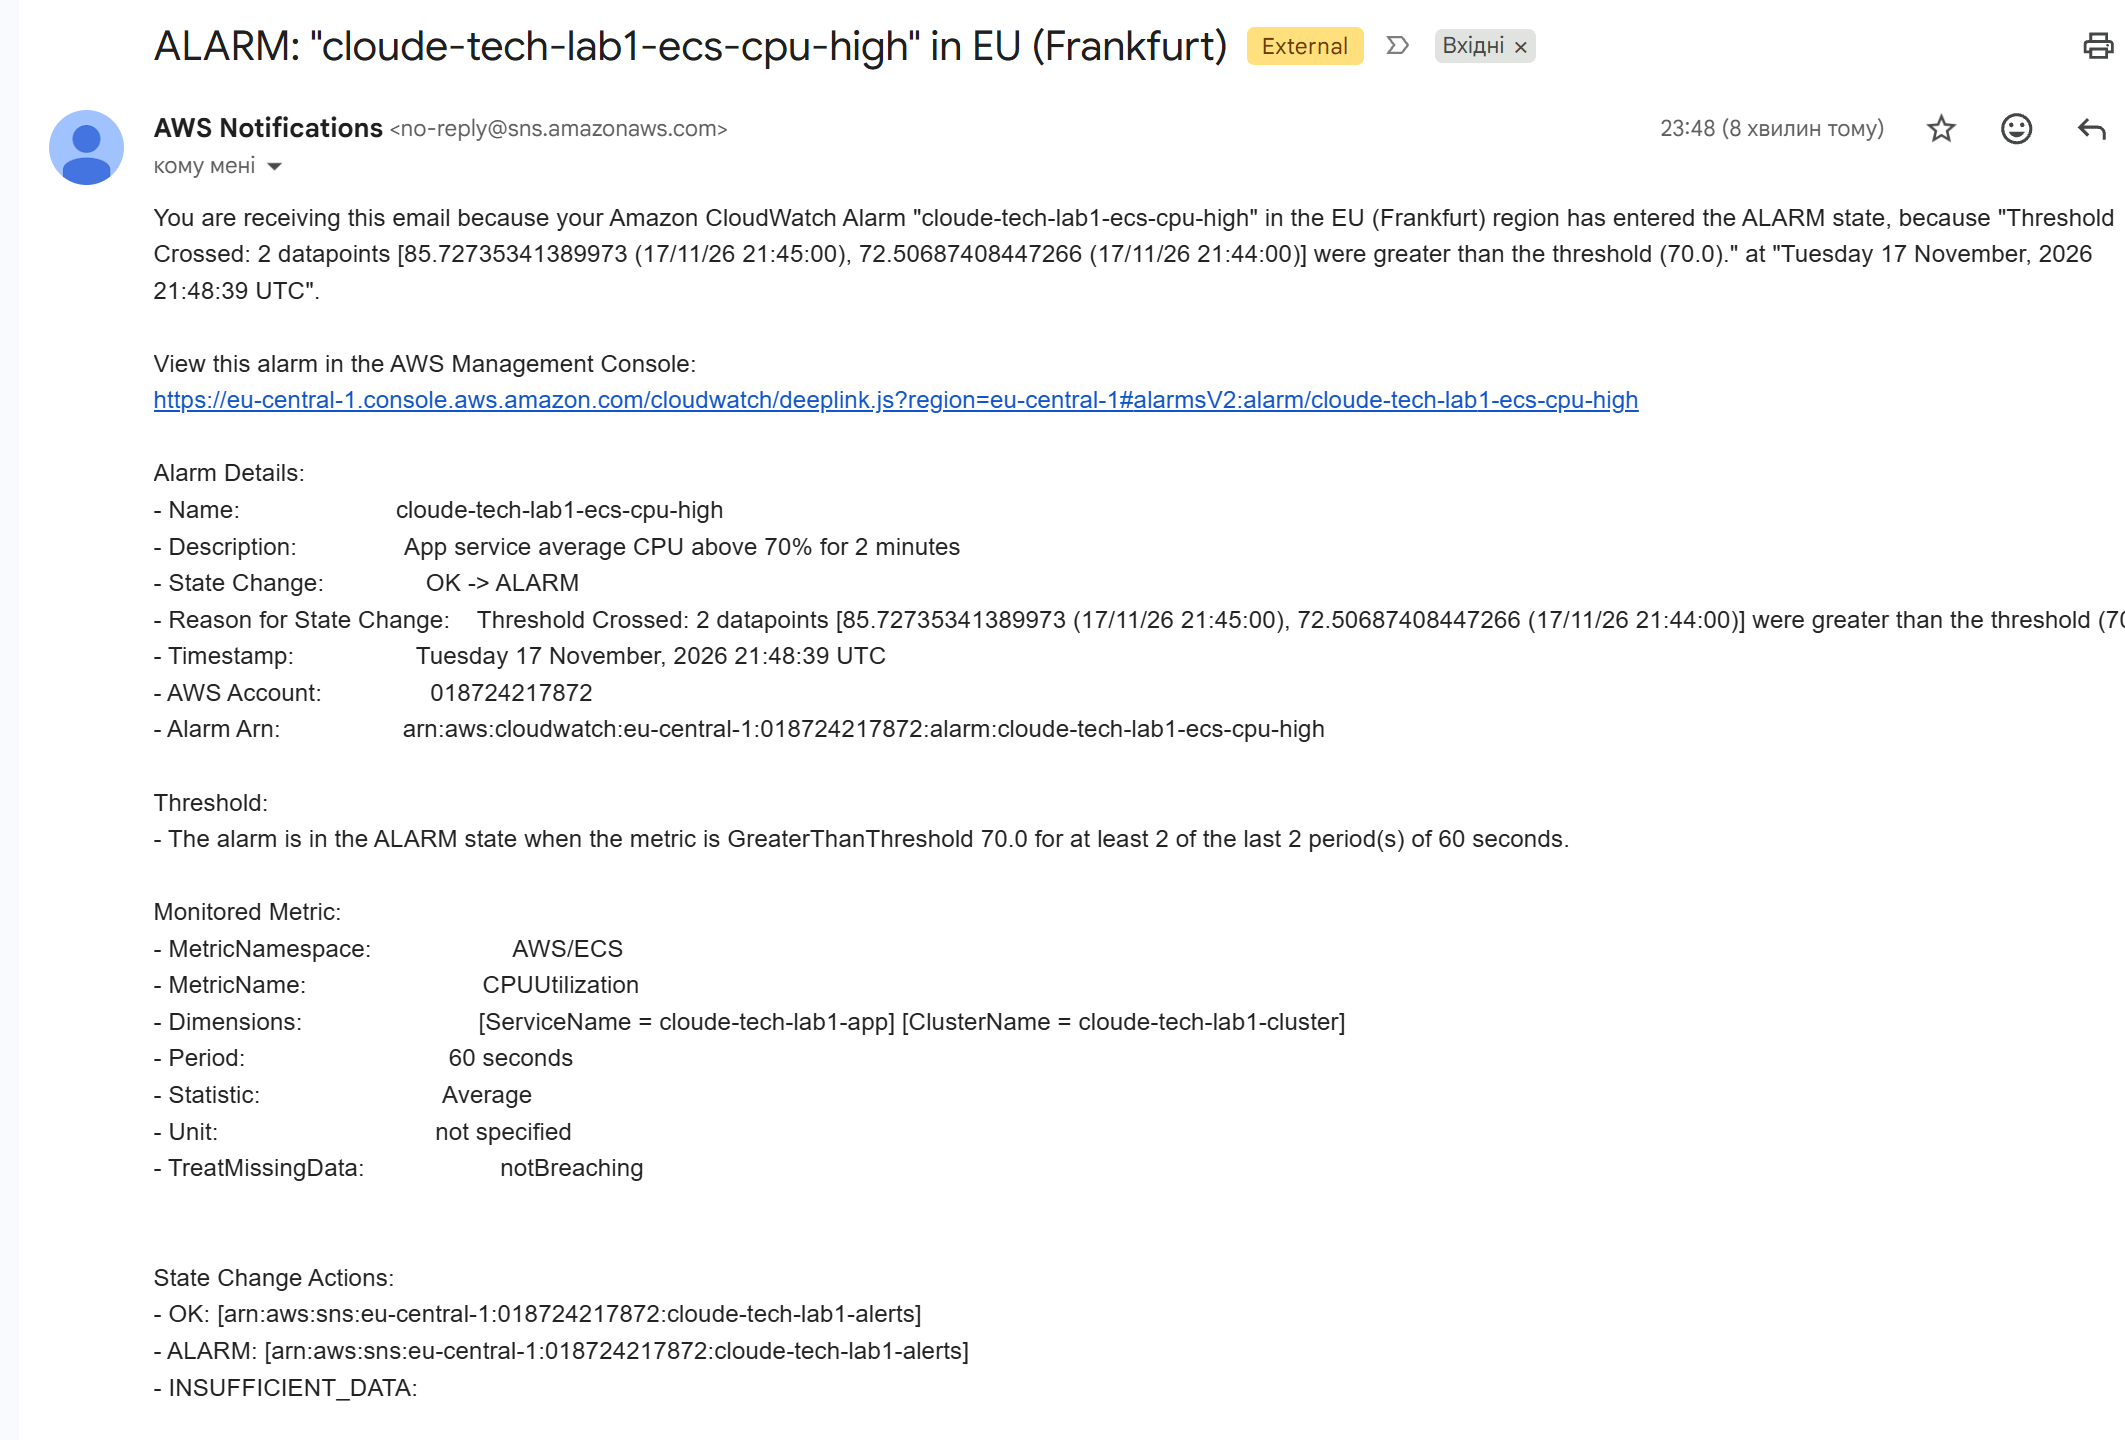 ALARM: "cloude-tech-lab1-ecs-cpu-high" in EU (Frankfurt) External Вхідні ×
AWS Notifications <no-reply@sns.amazonaws.com> 23:48 (8 хвилин тому)
кому мені
You are receiving this email because your Amazon CloudWatch Alarm "cloude-tech-lab1-ecs-cpu-high" in the EU (Frankfurt) region has entered the ALARM state, because "Threshold
Crossed: 2 datapoints [85.72735341389973 (17/11/26 21:45:00), 72.50687408447266 (17/11/26 21:44:00)] were greater than the threshold (70.0)." at "Tuesday 17 November, 2026
21:48:39 UTC".
View this alarm in the AWS Management Console:
https://eu-central-1.console.aws.amazon.com/cloudwatch/deeplink.js?region=eu-central-1#alarmsV2:alarm/cloude-tech-lab1-ecs-cpu-high
Alarm Details:
- Name: cloude-tech-lab1-ecs-cpu-high
- Description: App service average CPU above 70% for 2 minutes
- State Change: OK -> ALARM
- Reason for State Change: Threshold Crossed: 2 datapoints [85.72735341389973 (17/11/26 21:45:00), 72.50687408447266 (17/11/26 21:44:00)] were greater than the threshold (70
- Timestamp: Tuesday 17 November, 2026 21:48:39 UTC
- AWS Account: 018724217872
- Alarm Arn: arn:aws:cloudwatch:eu-central-1:018724217872:alarm:cloude-tech-lab1-ecs-cpu-high
Threshold:
- The alarm is in the ALARM state when the metric is GreaterThanThreshold 70.0 for at least 2 of the last 2 period(s) of 60 seconds.
Monitored Metric:
- MetricNamespace: AWS/ECS
- MetricName: CPUUtilization
- Dimensions: [ServiceName = cloude-tech-lab1-app] [ClusterName = cloude-tech-lab1-cluster]
- Period: 60 seconds
- Statistic: Average
- Unit: not specified
- TreatMissingData: notBreaching
State Change Actions:
- OK: [arn:aws:sns:eu-central-1:018724217872:cloude-tech-lab1-alerts]
- ALARM: [arn:aws:sns:eu-central-1:018724217872:cloude-tech-lab1-alerts]
- INSUFFICIENT_DATA: